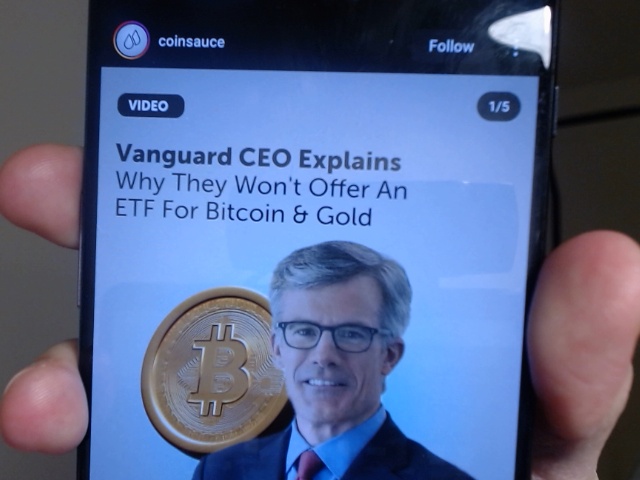 coinsauce
Follow
VIDEO
1/5
Vanguard CEO Explains
Why They Won't Offer An
ETF For Bitcoin & Gold